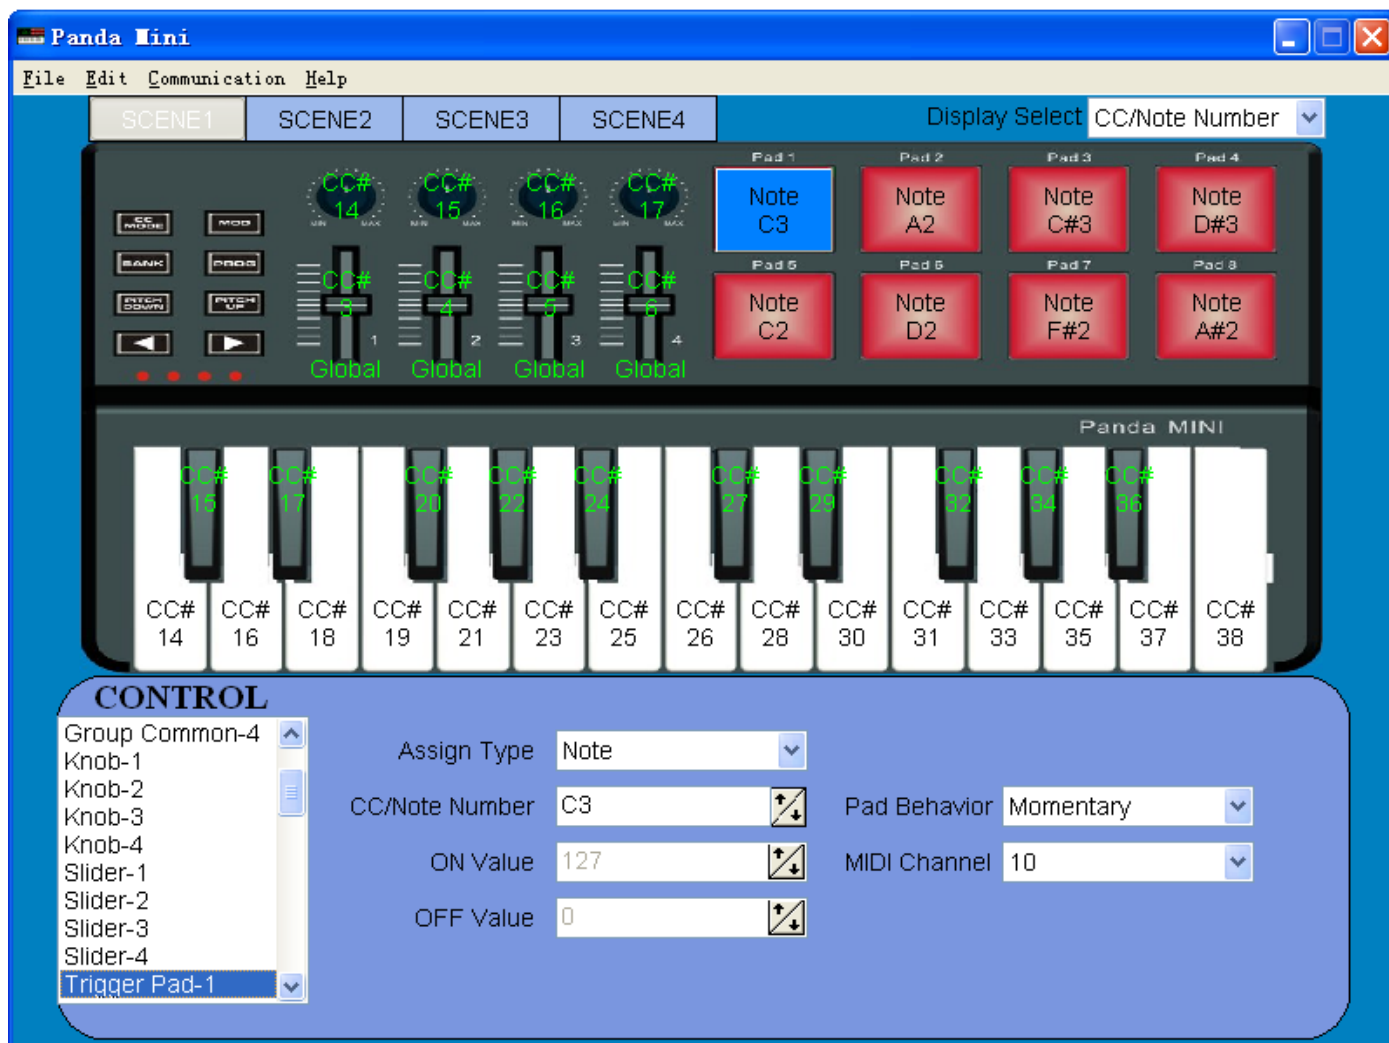 Panda Mini
File Edit Communication Help
SCENE1 SCENE2 SCENE3 SCENE4 Display Select CC/Note Number
Pad 1 Pad 2 Pad 3 Pad 4
CC# 14 CC# 15 CC# 16 CC# 17
MIN MAX MIN MAX MIN MAX MIN MAX
Note C3 Note A2 Note C#3 Note D#3
CC MODE MOD
BANK PROG
PITCH DOWN PITCH UP
Pad 5 Pad 6 Pad 7 Pad 8
CC# 3 CC# 4 CC# 5 CC# 6
Note C2 Note D2 Note F#2 Note A#2
1 2 3 4
Global Global Global Global
Panda MINI
CC# 15 CC# 17 CC# 20 CC# 22 CC# 24 CC# 27 CC# 29 CC# 32 CC# 34 CC# 36
CC# 14 CC# 16 CC# 18 CC# 19 CC# 21 CC# 23 CC# 25 CC# 26 CC# 28 CC# 30 CC# 31 CC# 33 CC# 35 CC# 37 CC# 38
CONTROL
Group Common-4
Knob-1
Knob-2
Knob-3
Knob-4
Slider-1
Slider-2
Slider-3
Slider-4
Trigger Pad-1
Assign Type Note
CC/Note Number C3
ON Value 127
OFF Value 0
Pad Behavior Momentary
MIDI Channel 10